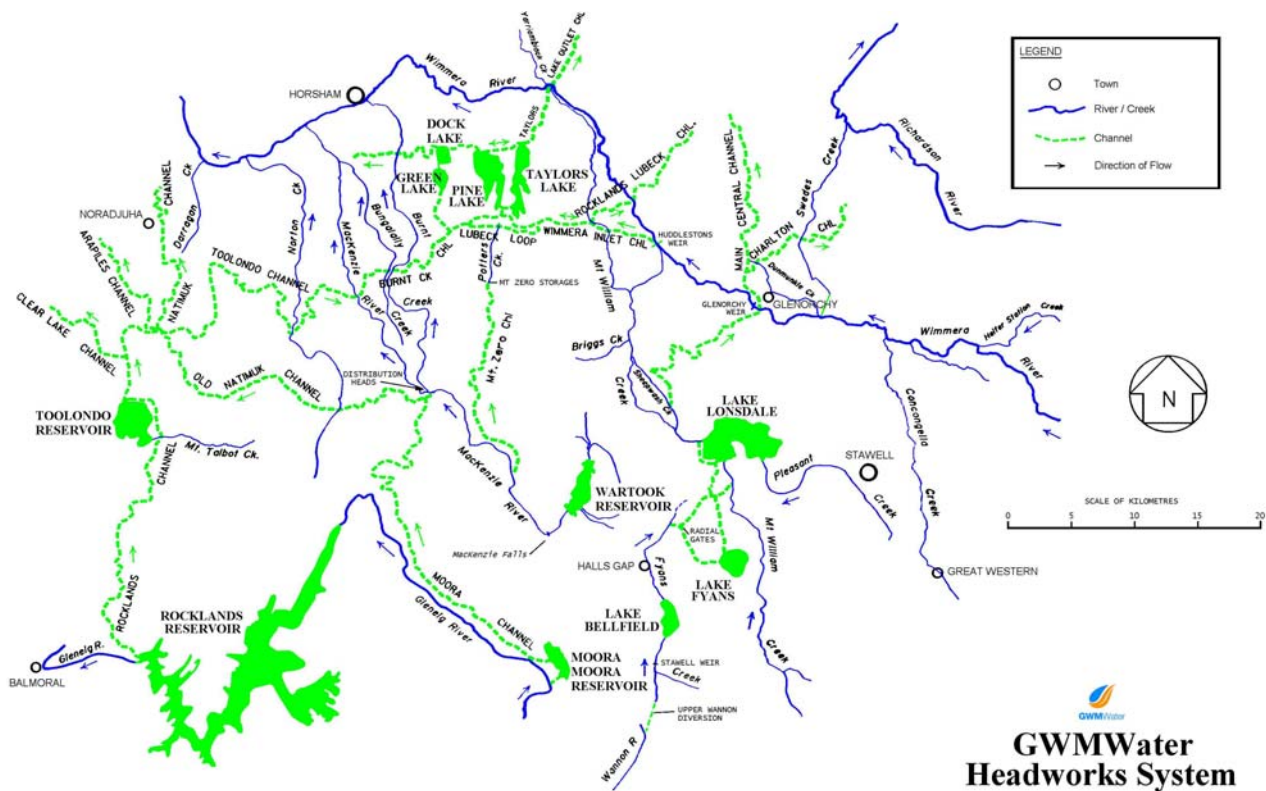 Yarriambiack Ck
LAKE OUTLET CHL
TAYLORS
Wimmera River
HORSHAM
DOCK
LAKE
GREEN
LAKE
PINE
LAKE
TAYLORS
LAKE
LEGEND
Town
River / Creek
Channel
Direction of Flow
Richardson
River
Swedes
Creek
MAIN CENTRAL CHANNEL
CHARLTON
CHL
Dunmunkle Ck
GLENORCHY
GLENORCHY
WEIR
ROCKLANDS LUBECK CHL.
HUDDLESTONS
WEIR
WIMMERA INLET CHL
LUBECK LOOP
BURNT CK CHL
NORADJUHA
NATIMUK CHANNEL
Darragan Ck
Norton Ck
MacKenzie River
Bungalally
Creek
Burnt
Creek
ARAPILES CHANNEL
TOOLONDO CHANNEL
CLEAR LAKE CHANNEL
OLD NATIMUK CHANNEL
Potters
Ck.
MT ZERO STORAGES
Mt. Zero Chl
DISTRIBUTION
HEADS
Mt William
Creek
Briggs Ck
Sheepwash Ck
Wimmera
River
Heifer Station Creek
Concongella
Creek
N
TOOLONDO
RESERVOIR
Mt. Talbot Ck.
LAKE
LONSDALE
STAWELL
Pleasant
Creek
MacKenzie
River
WARTOOK
RESERVOIR
MacKenzie Falls
RADIAL
GATES
HALLS GAP
Fyans
LAKE
FYANS
Mt William
Creek
GREAT WESTERN
SCALE OF KILOMETRES
0 5 10 15 20
ROCKLANDS CHANNEL
ROCKLANDS
RESERVOIR
MOORA CHANNEL
Glenelg River
LAKE
BELLFIELD
MOORA
MOORA
RESERVOIR
STAWELL WEIR
Creek
UPPER WANNON
DIVERSION
Wannon R
Glenelg R.
BALMORAL
GWMWater
GWMWater
Headworks System